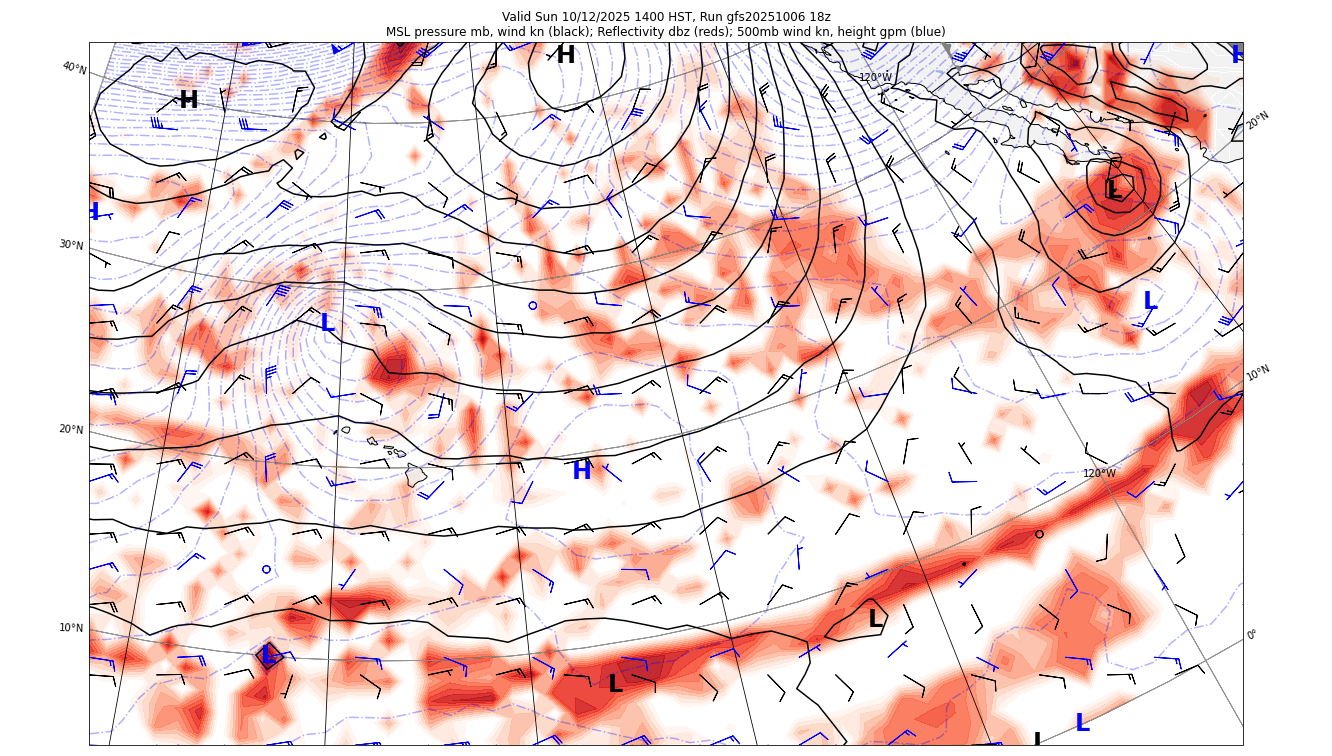 Valid Sun 10/12/2025 1400 HST, Run gfs20251006 18z
MSL pressure mb, wind kn (black); Reflectivity dbz (reds); 500mb wind kn, height gpm (blue)
H
H
40°N
120°W
H
20°N
H
L
H
30°N
L
L
10°N
20°N
H
120°W
10°N
L
L
0°
L
L
L